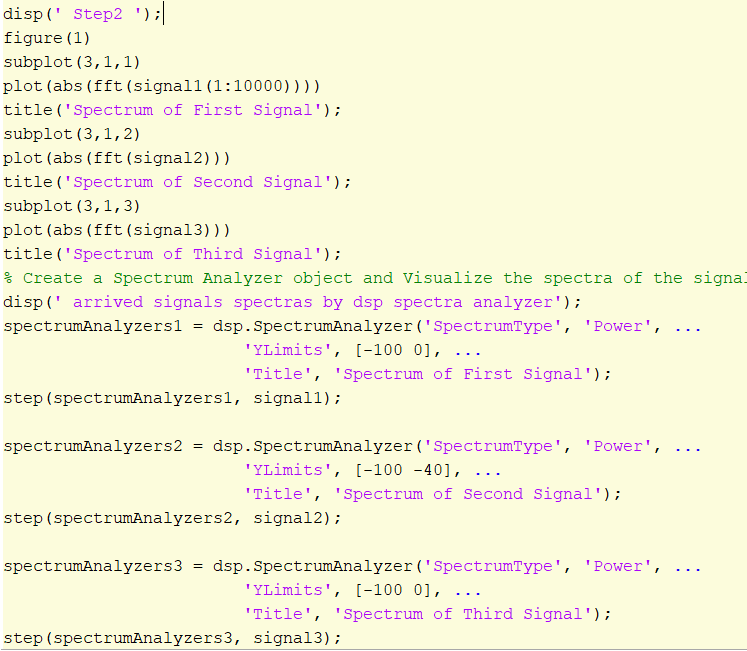 disp(' Step2 ');
figure(1)
subplot(3,1,1)
plot(abs(fft(signal1(1:10000))))
title('Spectrum of First Signal');
subplot(3,1,2)
plot(abs(fft(signal2)))
title('Spectrum of Second Signal');
subplot(3,1,3)
plot(abs(fft(signal3)))
title('Spectrum of Third Signal');
% Create a Spectrum Analyzer object and Visualize the spectra of the signal
disp(' arrived signals spectras by dsp spectra analyzer');
spectrumAnalyzers1 = dsp.SpectrumAnalyzer('SpectrumType', 'Power', ...
'YLimits', [-100 0], ...
'Title', 'Spectrum of First Signal');
step(spectrumAnalyzers1, signal1);
spectrumAnalyzers2 = dsp.SpectrumAnalyzer('SpectrumType', 'Power', ...
'YLimits', [-100 -40], ...
'Title', 'Spectrum of Second Signal');
step(spectrumAnalyzers2, signal2);
spectrumAnalyzers3 = dsp.SpectrumAnalyzer('SpectrumType', 'Power', ...
'YLimits', [-100 0], ...
'Title', 'Spectrum of Third Signal');
step(spectrumAnalyzers3, signal3);